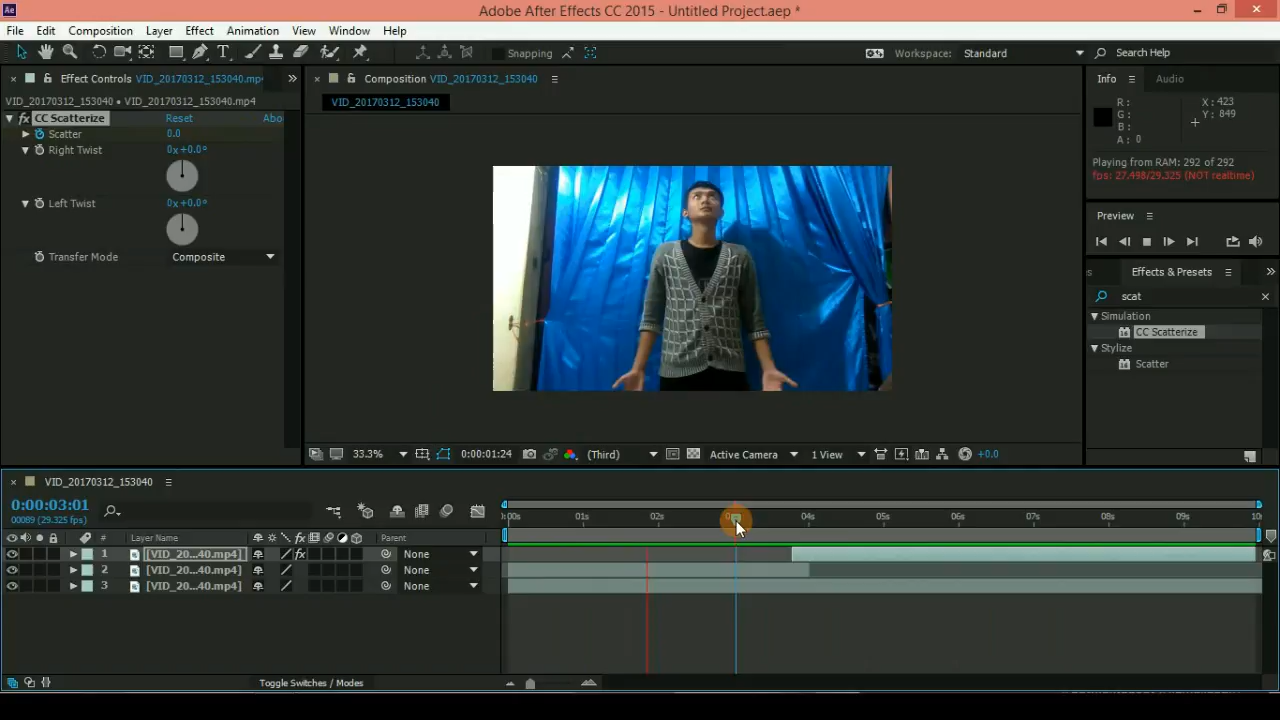 Ae
Adobe After Effects CC 2015 - Untitled Project.aep *
File Edit Composition Layer Effect Animation View Window Help
Snapping Workspace: Standard Search Help
Effect Controls VID_20170312_153040.mp
VID_20170312_153040 • VID_20170312_153040.mp4
fx CC Scatterize Reset Abo
Scatter 0.0
Right Twist 0x+0.0°
Left Twist 0x+0.0°
Transfer Mode Composite
Composition VID_20170312_153040
VID_20170312_153040
33.3% 0:00:01:24 (Third) Active Camera 1 View +0.0
Info Audio
R: X: 423
G: Y: 849
B:
A: 0
Playing from RAM: 292 of 292
fps: 27.498/29.325 (NOT realtime)
Preview
s Effects & Presets
scat
Simulation
CC Scatterize
Stylize
Scatter
VID_20170312_153040
0:00:03:01
00089 (29.325 fps)
# Layer Name Parent
1 [VID_20...40.mp4] fx None
2 [VID_20...40.mp4] None
3 [VID_20...40.mp4] None
:00s 01s 02s 04s 05s 06s 07s 08s 09s 10
Toggle Switches / Modes